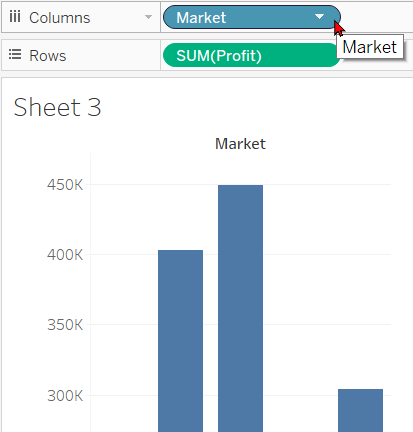 Columns
Market
Market
Rows
SUM(Profit)
Sheet 3
Market
450K
400K
350K
300K